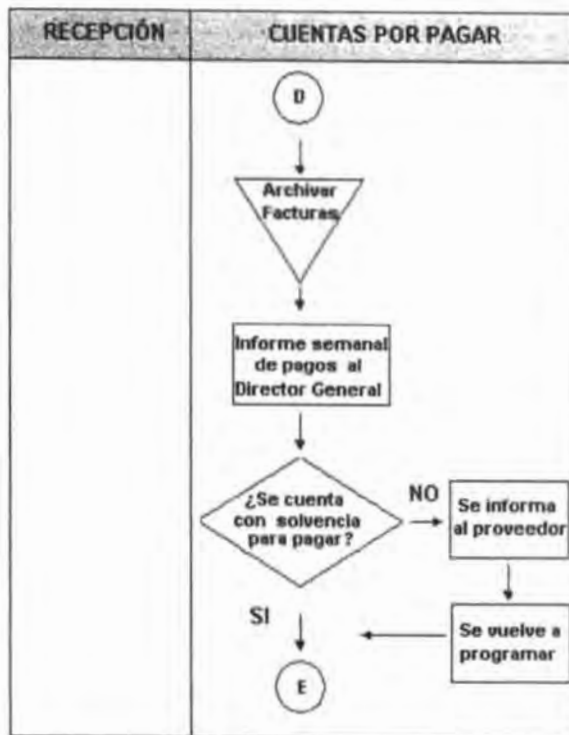 RECEPCIÓN
CUENTAS POR PAGAR
D
Archivar
Facturas
Informe semanal
de pagos al
Director General
¿Se cuenta
con solvencia
para pagar?
NO
Se informa
al proveedor
SI
Se vuelve a
programar
E